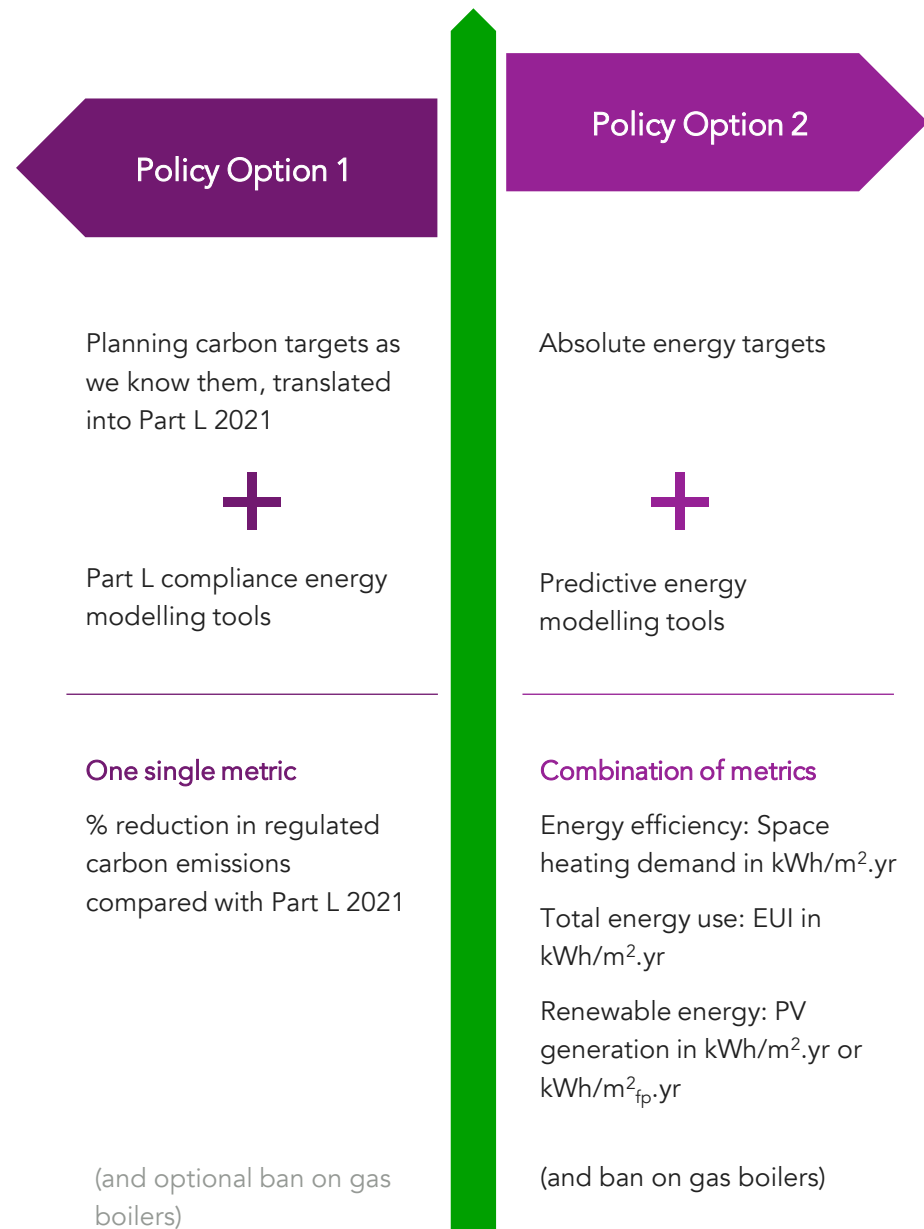 Policy Option 1
Planning carbon targets as
we know them, translated
into Part L 2021
Part L compliance energy
modelling tools
One single metric
% reduction in regulated
carbon emissions
compared with Part L 2021
(and optional ban on gas
boilers)
Policy Option 2
Absolute energy targets
Predictive energy
modelling tools
Combination of metrics
Energy efficiency: Space
heating demand in kWh/m².yr
Total energy use: EUI in
kWh/m².yr
Renewable energy: PV
generation in kWh/m².yr or
kWh/m²fp.yr
(and ban on gas boilers)